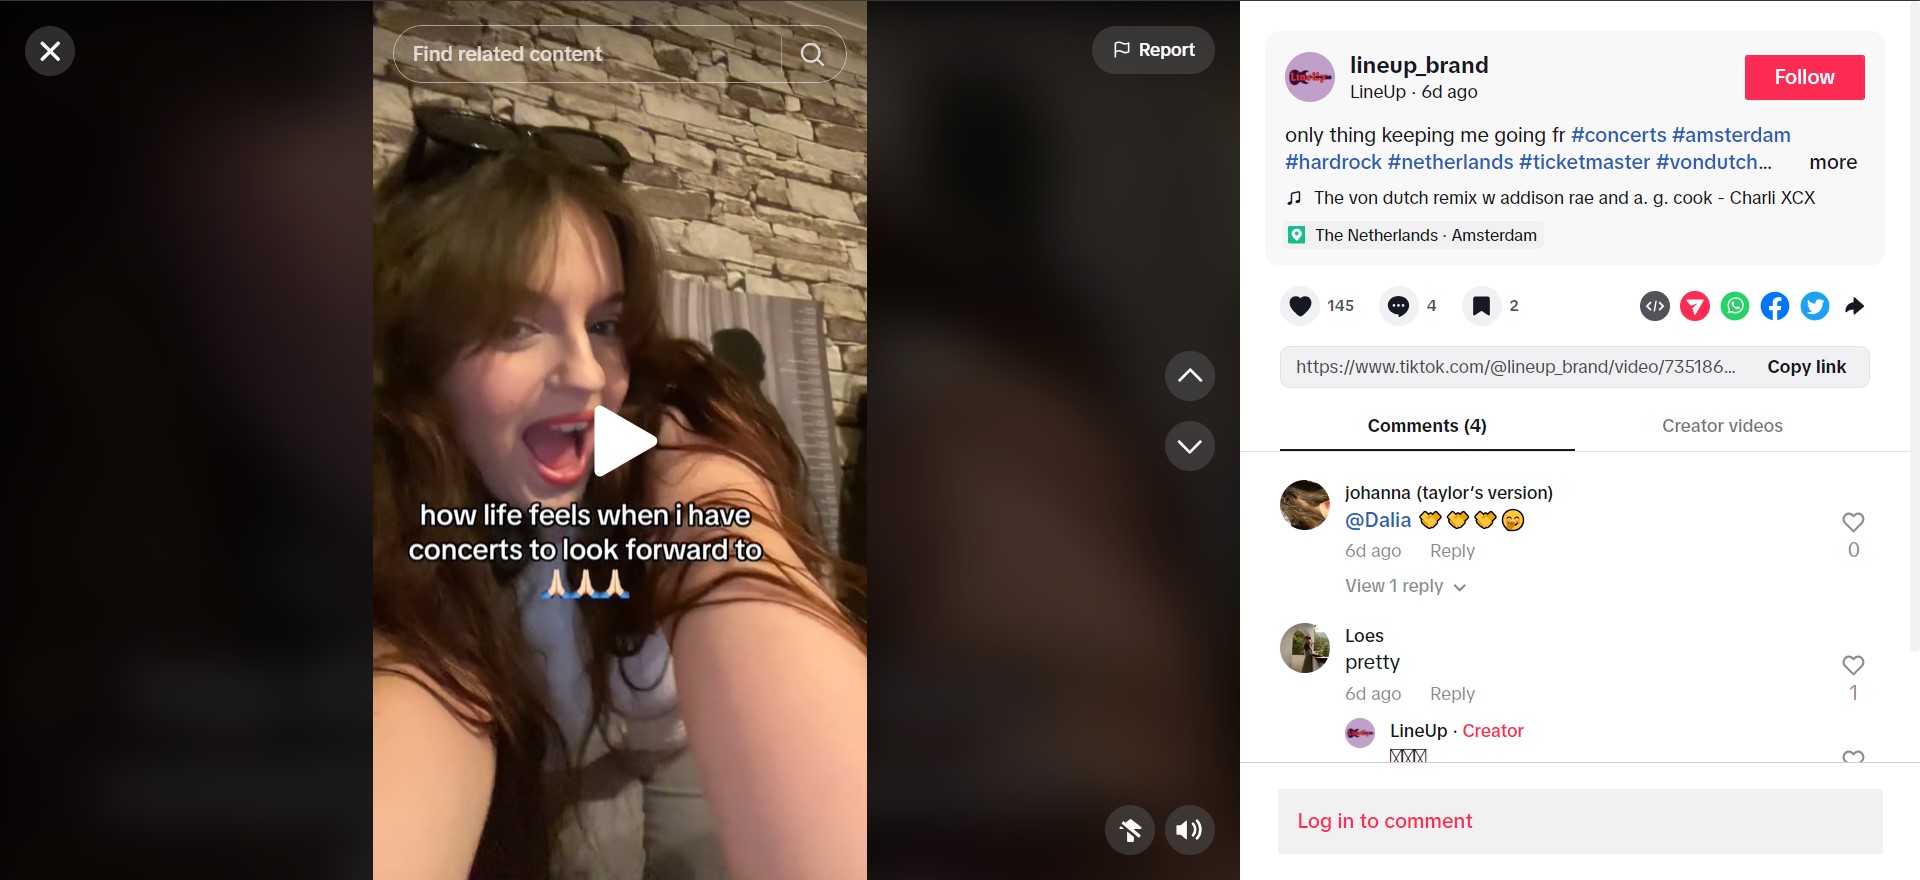 Find related content
Report
how life feels when i have
concerts to look forward to
🙏🏻🙏🏻🙏🏻
LineUp
lineup_brand
LineUp · 6d ago
Follow
only thing keeping me going fr #concerts #amsterdam
#hardrock #netherlands #ticketmaster #vondutch... more
The von dutch remix w addison rae and a. g. cook - Charli XCX
The Netherlands · Amsterdam
145
4
2
https://www.tiktok.com/@lineup_brand/video/735186...
Copy link
Comments (4)
Creator videos
johanna (taylor’s version)
@Dalia 🤝🤝🤝🤭
6d ago
Reply
0
View 1 reply
Loes
pretty
6d ago
Reply
1
LineUp · Creator
Log in to comment